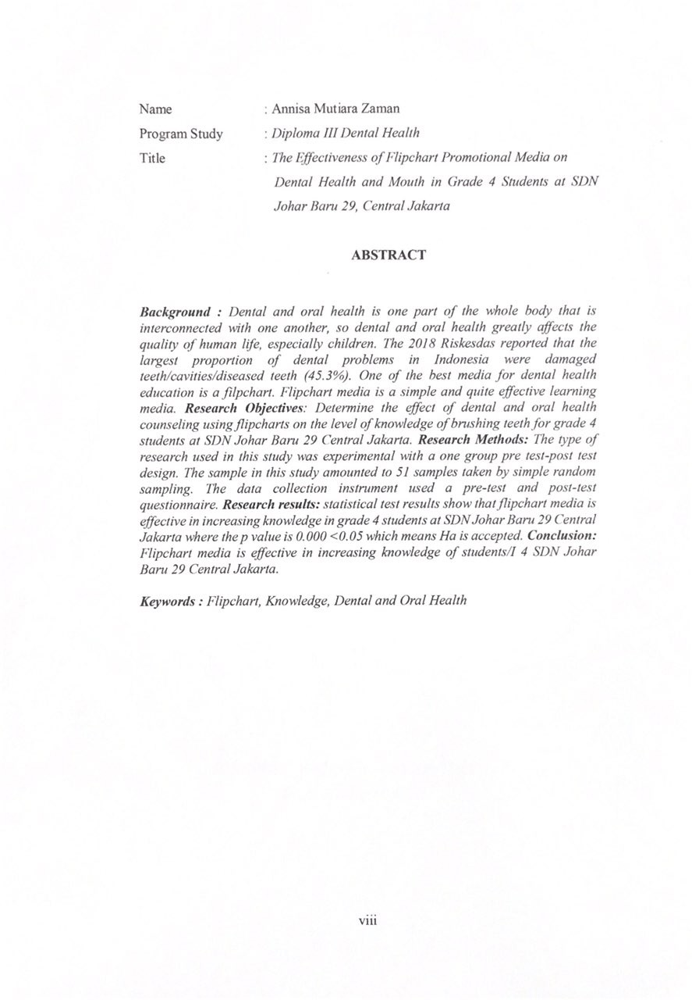 Name : Annisa Mutiara Zaman
Program Study : Diploma III Dental Health
Title : The Effectiveness of Flipchart Promotional Media on
Dental Health and Mouth in Grade 4 Students at SDN
Johar Baru 29, Central Jakarta
ABSTRACT
Background : Dental and oral health is one part of the whole body that is
interconnected with one another, so dental and oral health greatly affects the
quality of human life, especially children. The 2018 Riskesdas reported that the
largest proportion of dental problems in Indonesia were damaged
teeth/cavities/diseased teeth (45.3%). One of the best media for dental health
education is a filpchart. Flipchart media is a simple and quite effective learning
media. Research Objectives: Determine the effect of dental and oral health
counseling using flipcharts on the level of knowledge of brushing teeth for grade 4
students at SDN Johar Baru 29 Central Jakarta. Research Methods: The type of
research used in this study was experimental with a one group pre test-post test
design. The sample in this study amounted to 51 samples taken by simple random
sampling. The data collection instrument used a pre-test and post-test
questionnaire. Research results: statistical test results show that flipchart media is
effective in increasing knowledge in grade 4 students at SDN Johar Baru 29 Central
Jakarta where the p value is 0.000 <0.05 which means Ha is accepted. Conclusion:
Flipchart media is effective in increasing knowledge of students/I 4 SDN Johar
Baru 29 Central Jakarta.
Keywords : Flipchart, Knowledge, Dental and Oral Health
viii